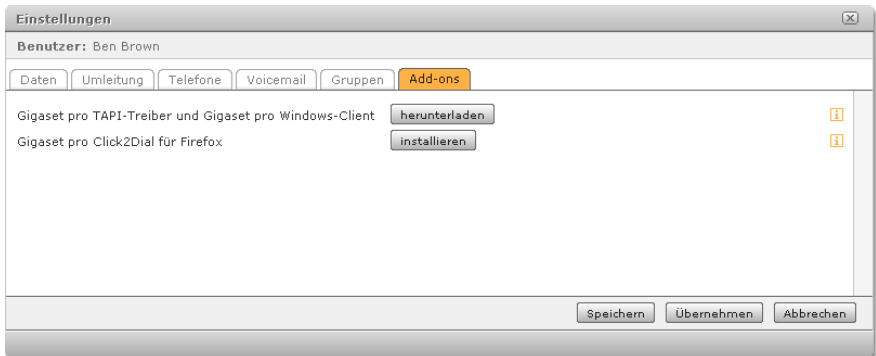 Einstellungen
Benutzer: Ben Brown
Daten Umleitung Telefone Voicemail Gruppen Add-ons
Gigaset pro TAPI-Treiber und Gigaset pro Windows-Client herunterladen i
Gigaset pro Click2Dial für Firefox installieren i
Speichern Übernehmen Abbrechen